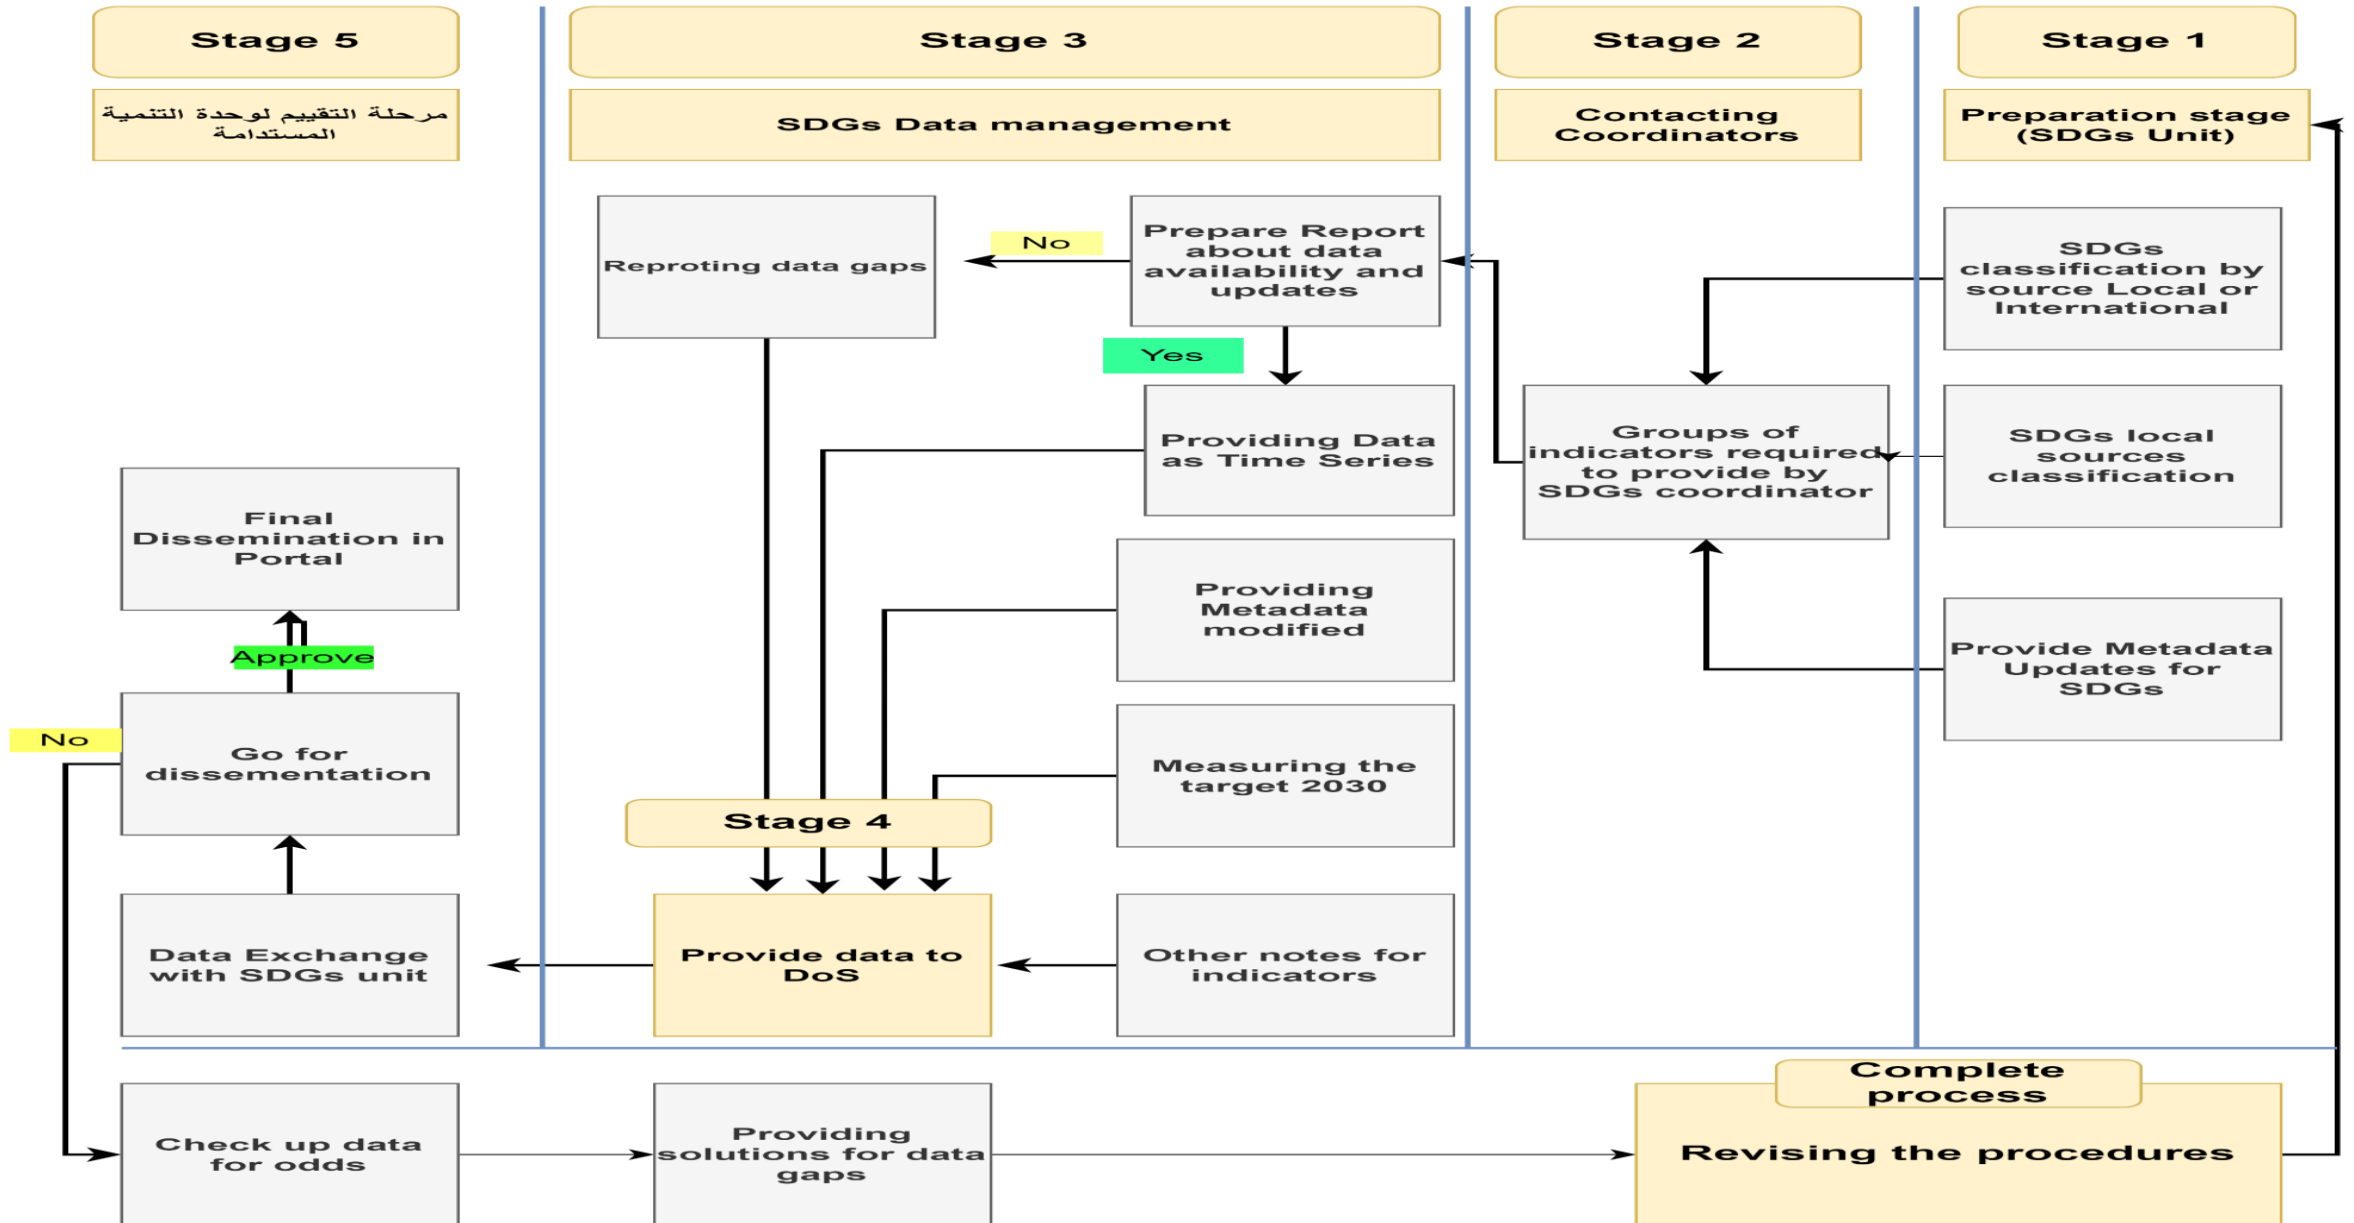 Stage 5
Stage 3
Stage 2
Stage 1
مرحلة التقييم لوحدة التنمية
المستدامة
SDGs Data management
Contacting
Coordinators
Preparation stage
(SDGs Unit)
Reproting data gaps
No
Prepare Report
about data
availability and
updates
SDGs
classification by
source Local or
International
Yes
Providing Data
as Time Series
Groups of
indicators required
to provide by
SDGs coordinator
SDGs local
sources
classification
Final
Dissemination in
Portal
Providing
Metadata
modified
Approve
Provide Metadata
Updates for
SDGs
No
Go for
dissementation
Measuring the
target 2030
Stage 4
Data Exchange
with SDGs unit
Provide data to
DoS
Other notes for
indicators
Complete
process
Check up data
for odds
Providing
solutions for data
gaps
Revising the procedures